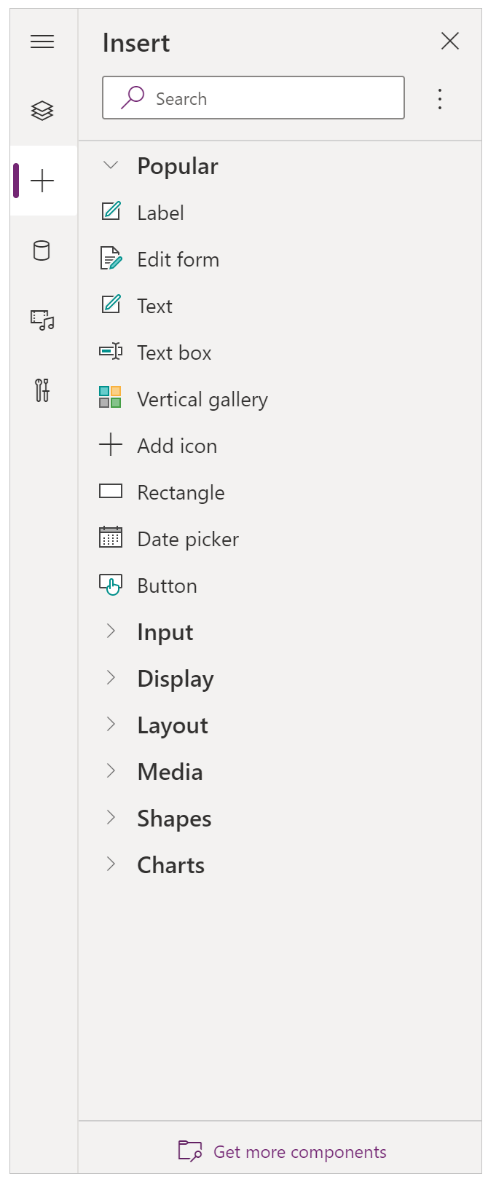 Insert
Search
Popular
Label
Edit form
Text
Text box
Vertical gallery
Add icon
Rectangle
Date picker
Button
Input
Display
Layout
Media
Shapes
Charts
Get more components